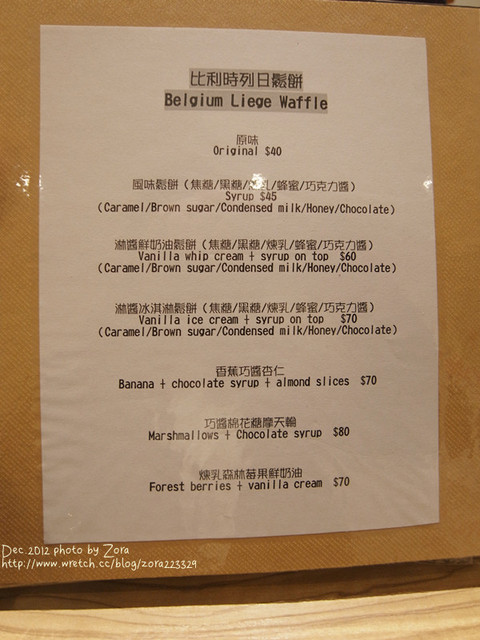 比利時列日鬆餅
Belgium Liege Waffle
原味
Original $40
風味鬆餅(焦糖/黑糖/煉乳/蜂蜜/巧克力醬)
Syrup $45
(Caramel/Brown sugar/Condensed milk/Honey/Chocolate)
淋醬鮮奶油鬆餅(焦糖/黑糖/煉乳/蜂蜜/巧克力醬)
Vanilla whip cream + syrup on top $60
(Caramel/Brown sugar/Condensed milk/Honey/Chocolate)
淋醬冰淇淋鬆餅(焦糖/黑糖/煉乳/蜂蜜/巧克力醬)
Vanilla ice cream + syrup on top $70
(Caramel/Brown sugar/Condensed milk/Honey/Chocolate)
香蕉巧醬杏仁
Banana + chocolate syrup + almond slices $70
巧醬棉花糖摩天輪
Marshmallows + Chocolate syrup $80
煉乳森林莓果鮮奶油
Forest berries + vanilla cream $70
Dec. 2012 photo by Zora
http://www.wretch.cc/blog/zora223329